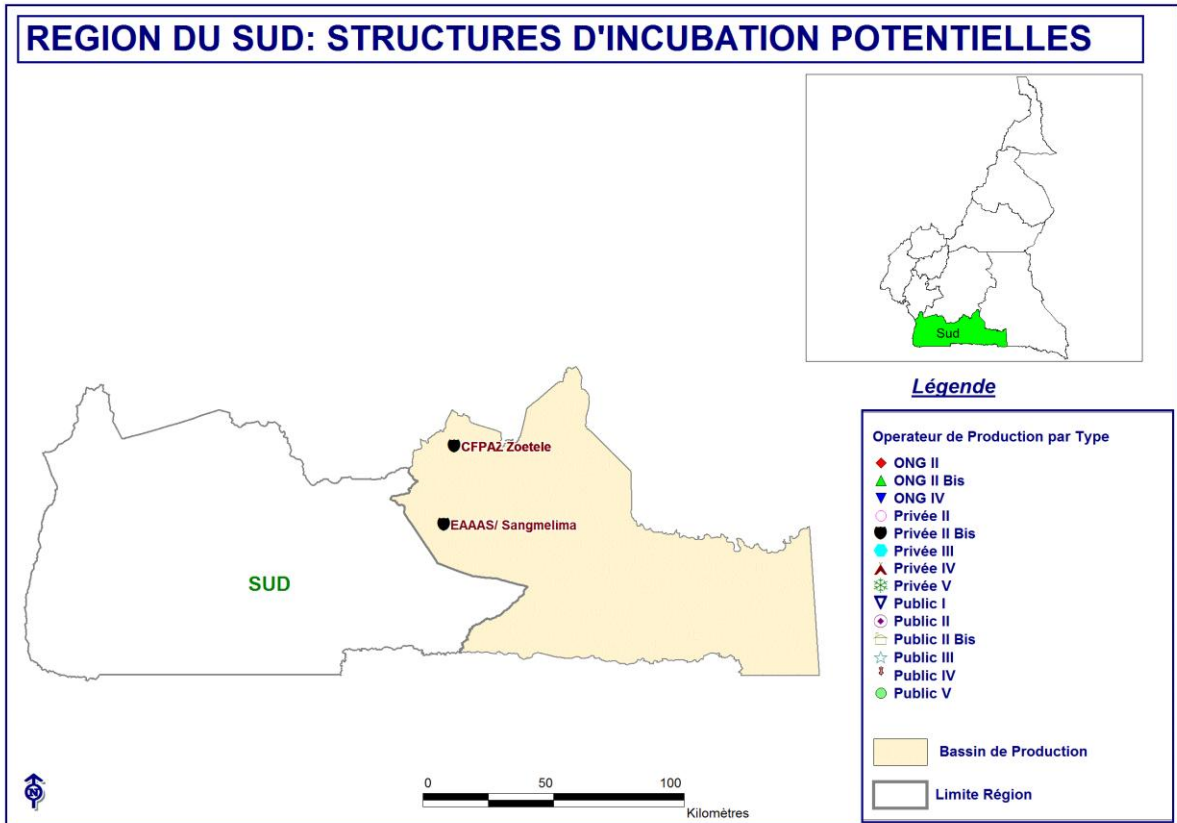 REGION DU SUD: STRUCTURES D'INCUBATION POTENTIELLES
Sud
Légende
Operateur de Production par Type
ONG II
ONG II Bis
ONG IV
Privée II
Privée II Bis
Privée III
Privée IV
Privée V
Public I
Public II
Public II Bis
Public III
Public IV
Public V
Bassin de Production
Limite Région
CFPAZ/Zoetele
EAAAS/ Sangmelima
SUD
N
0 50 100
Kilomètres